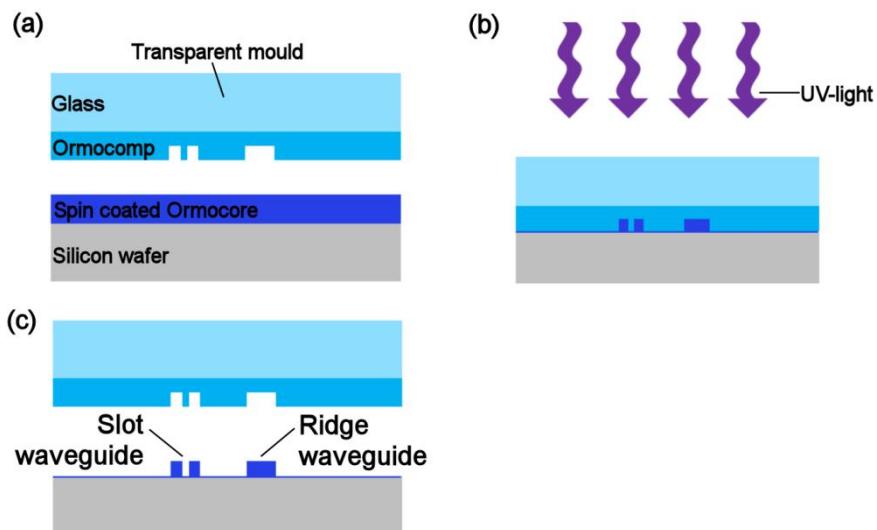 (a)
Transparent mould
Glass
Ormocomp
Spin coated Ormocore
Silicon wafer
(b)
UV-light
(c)
Slot
waveguide
Ridge
waveguide